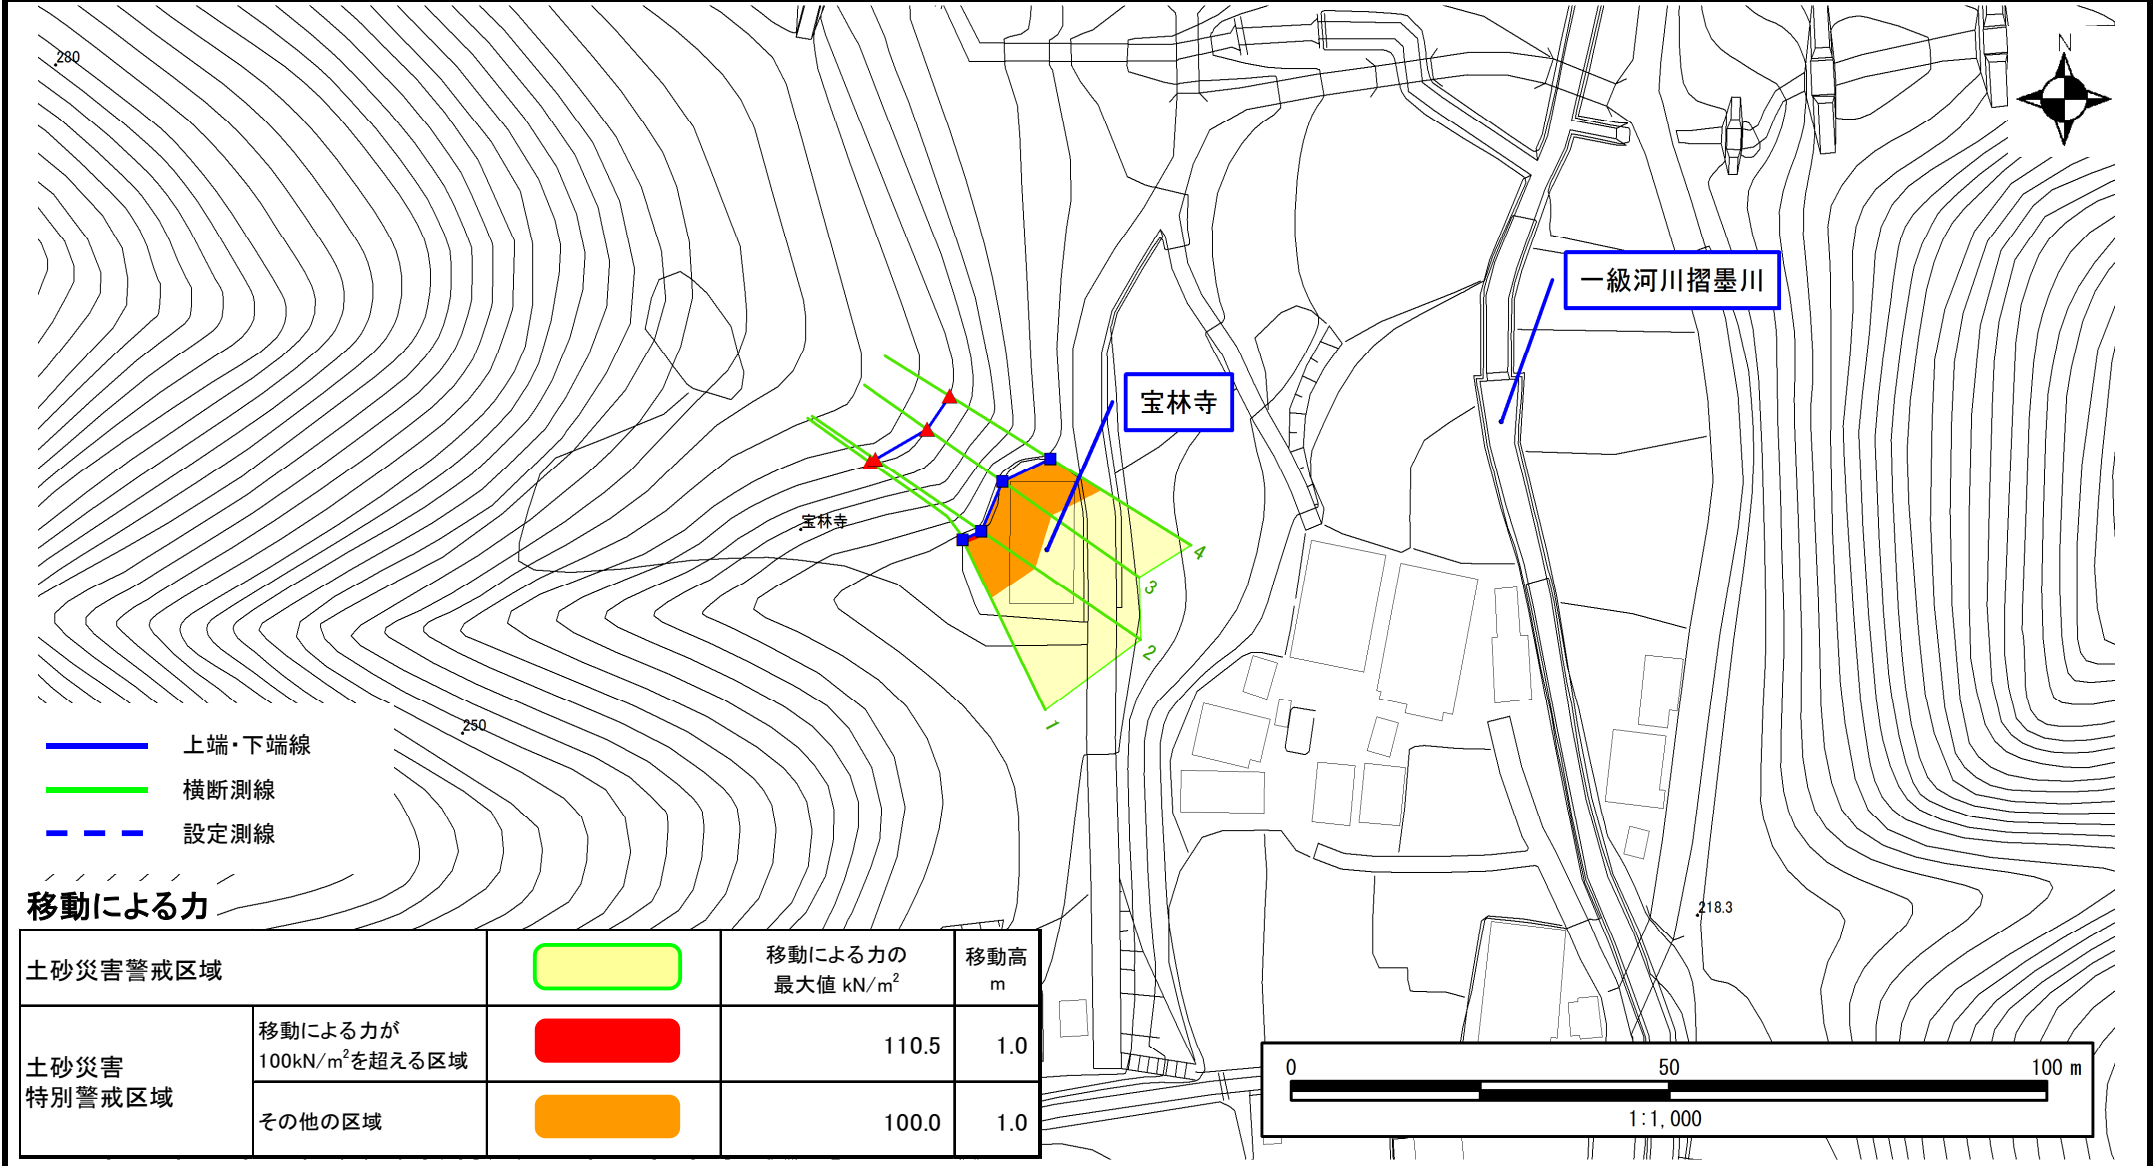 280
N
一級河川摺墨川
宝林寺
宝林寺
4
3
2
1
250
218.3
上端・下端線
横断測線
設定測線
移動による力
土砂災害警戒区域
移動による力の
最大値 kN/m²
移動高
m
土砂災害
特別警戒区域
移動による力が
100kN/m²を超える区域
110.5
1.0
その他の区域
100.0
1.0
0 50 100 m
1:1,000